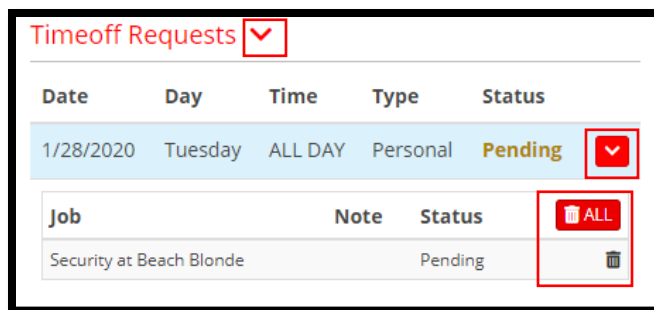 Timeoff Requests
Date Day Time Type Status
1/28/2020 Tuesday ALL DAY Personal Pending
Job Note Status ALL
Security at Beach Blonde Pending